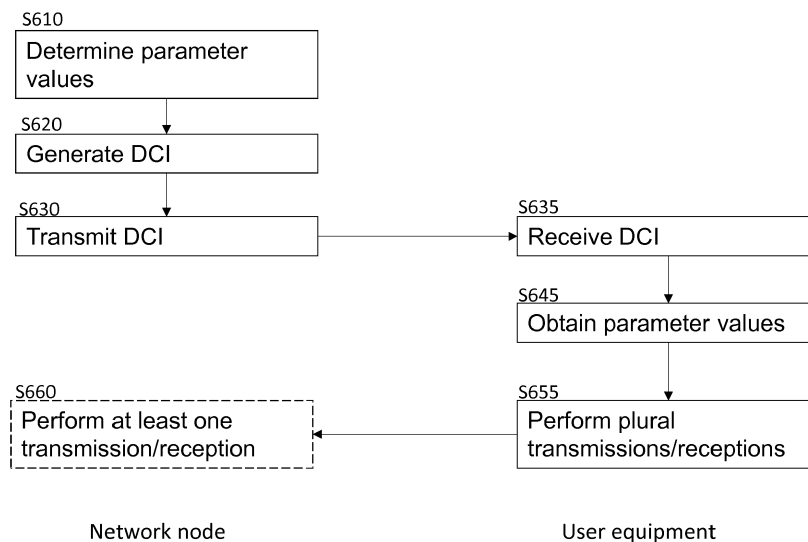 S610
Determine parameter
values
S620
Generate DCI
S630
Transmit DCI
S635
Receive DCI
S645
Obtain parameter values
S660
Perform at least one
transmission/reception
S655
Perform plural
transmissions/receptions
Network node
User equipment